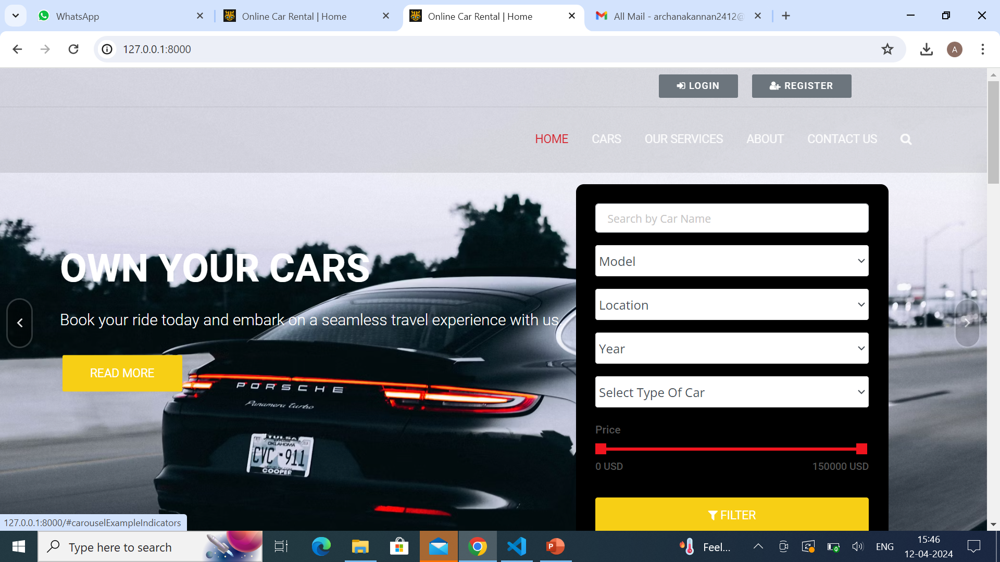 WhatsApp
Online Car Rental | Home
Online Car Rental | Home
All Mail - archanakannan2412@
127.0.0.1:8000
A
LOGIN
REGISTER
HOME
CARS
OUR SERVICES
ABOUT
CONTACT US
OWN YOUR CARS
Book your ride today and embark on a seamless travel experience with us
READ MORE
Search by Car Name
Model
Location
Year
Select Type Of Car
Price
0 USD
150000 USD
FILTER
PORSCHE
Panamera turbo
TULSA
OKLAHOMA
CVC-911
COOPER
127.0.0.1:8000/#carouselExampleIndicators
Type here to search
Feel...
ENG
15:46
12-04-2024